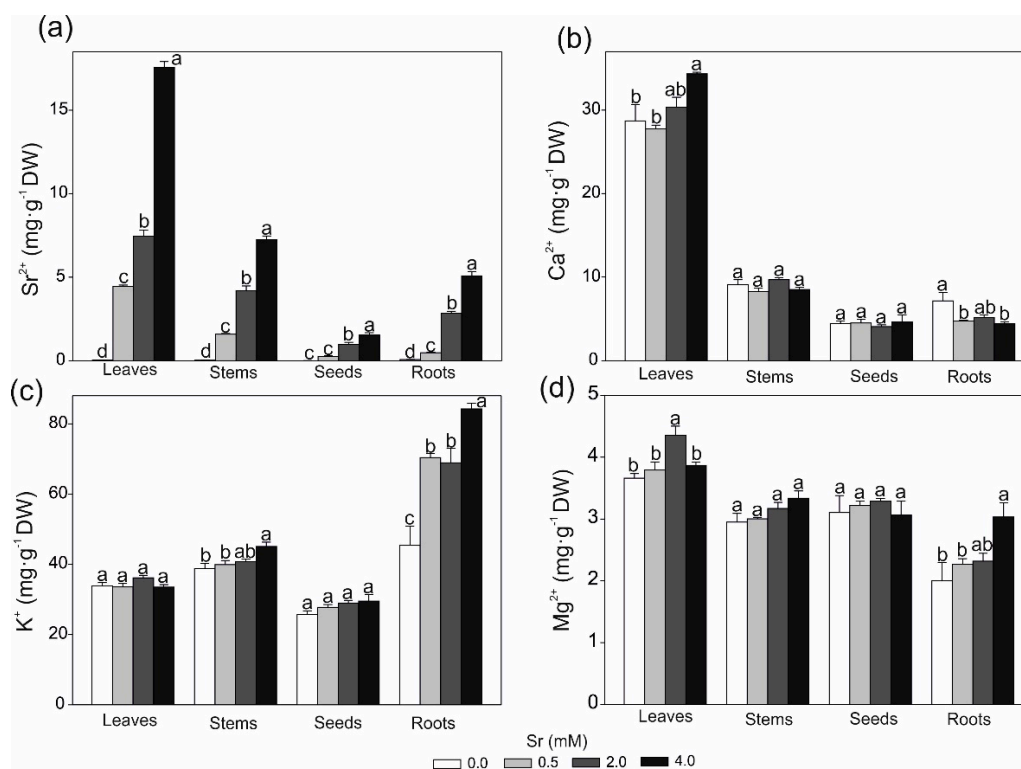 (a)
Sr²⁺ (mg·g⁻¹ DW)
15
10
5
0
d c b a
d c b a
c c b a
d c b a
Leaves Stems Seeds Roots
(b)
Ca²⁺ (mg·g⁻¹ DW)
30
20
10
0
b b ab a
a a a a
a a a a
a b ab b
Leaves Stems Seeds Roots
(c)
K⁺ (mg·g⁻¹ DW)
80
60
40
20
0
a a a a
b b ab a
a a a a
c b b a
Leaves Stems Seeds Roots
(d)
Mg²⁺ (mg·g⁻¹ DW)
5
4
3
2
1
0
b b a b
a a a a
a a a a
b b ab a
Leaves Stems Seeds Roots
Sr (mM)
0.0 0.5 2.0 4.0